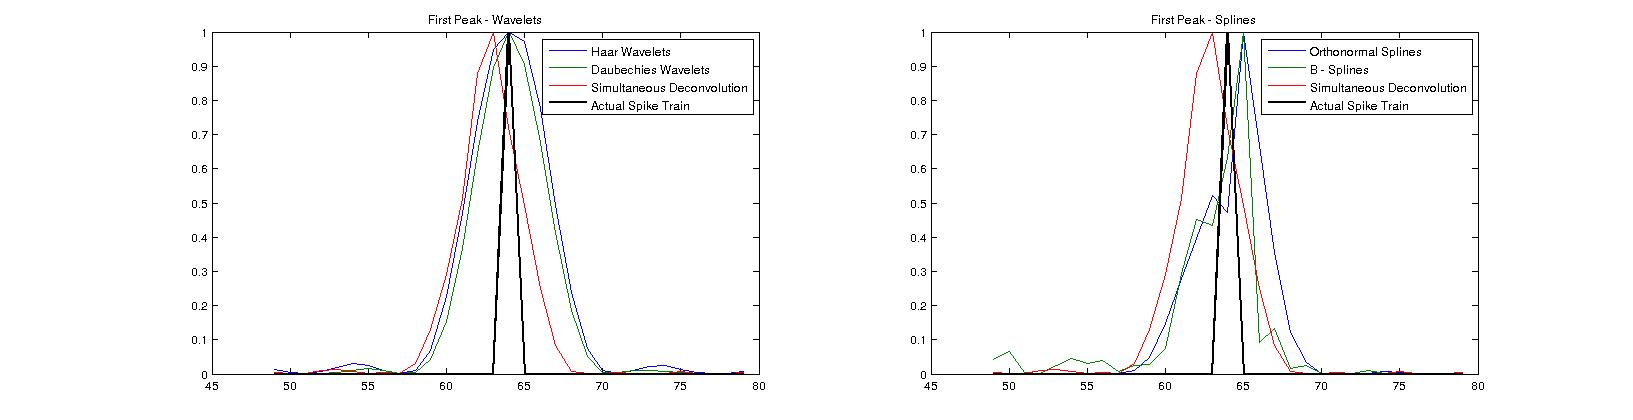 First Peak - Wavelets
1
0.9
0.8
0.7
0.6
0.5
0.4
0.3
0.2
0.1
0
45 50 55 60 65 70 75 80
Haar Wavelets
Daubechies Wavelets
Simultaneous Deconvolution
Actual Spike Train
First Peak - Splines
1
0.9
0.8
0.7
0.6
0.5
0.4
0.3
0.2
0.1
0
45 50 55 60 65 70 75 80
Orthonormal Splines
B - Splines
Simultaneous Deconvolution
Actual Spike Train